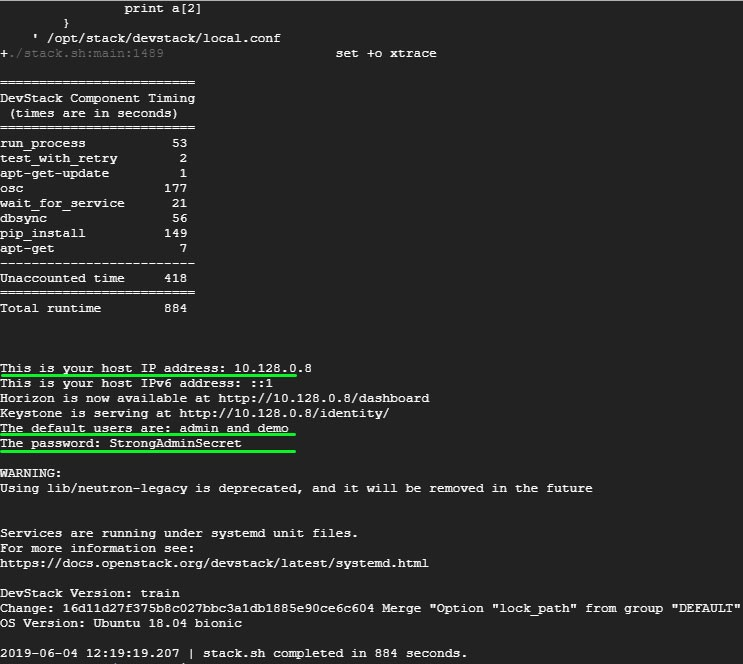 print a[2]
}
' /opt/stack/devstack/local.conf
+./stack.sh:main:1489 set +o xtrace
=========================
DevStack Component Timing
(times are in seconds)
=========================
run_process 53
test_with_retry 2
apt-get-update 1
osc 177
wait_for_service 21
dbsync 56
pip_install 149
apt-get 7
-------------------------
Unaccounted time 418
=========================
Total runtime 884
This is your host IP address: 10.128.0.8
This is your host IPv6 address: ::1
Horizon is now available at http://10.128.0.8/dashboard
Keystone is serving at http://10.128.0.8/identity/
The default users are: admin and demo
The password: StrongAdminSecret
WARNING:
Using lib/neutron-legacy is deprecated, and it will be removed in the future
Services are running under systemd unit files.
For more information see:
https://docs.openstack.org/devstack/latest/systemd.html
DevStack Version: train
Change: 16d11d27f375b8c027bbc3a1db1885e90ce6c604 Merge "Option "lock_path" from group "DEFAULT"
OS Version: Ubuntu 18.04 bionic
2019-06-04 12:19:19.207 | stack.sh completed in 884 seconds.